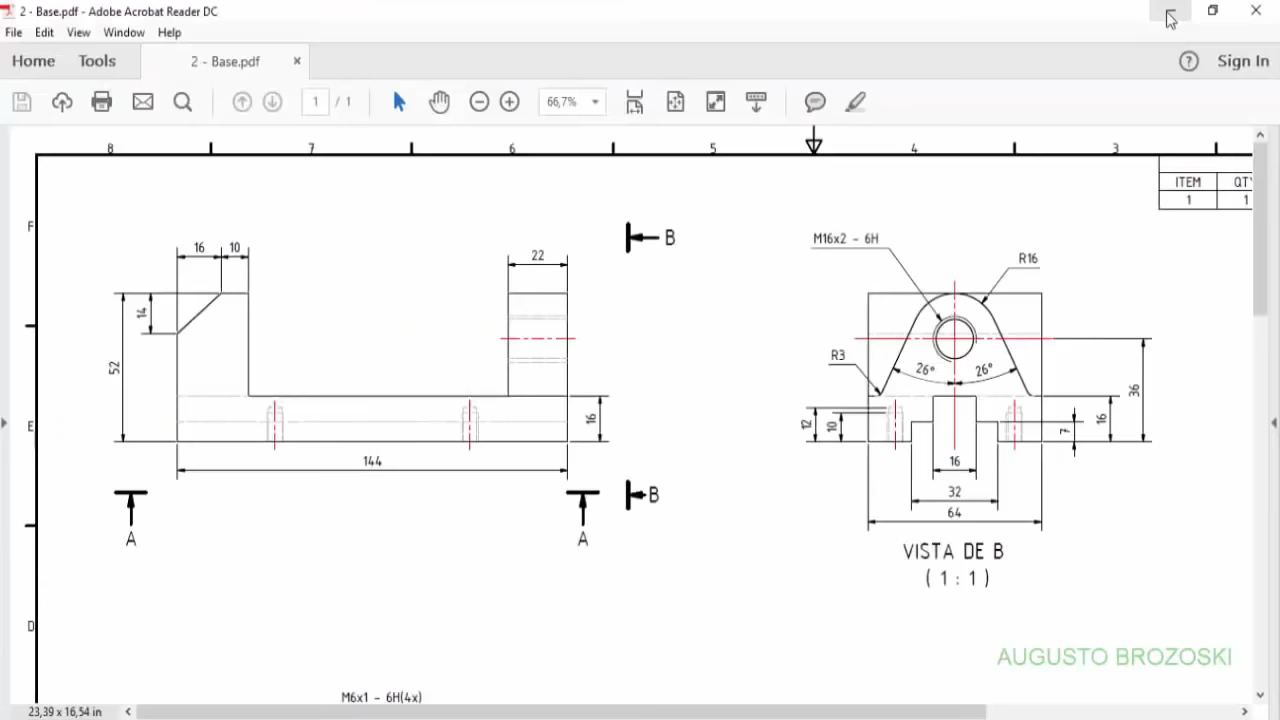 2 - Base.pdf - Adobe Acrobat Reader DC
File Edit View Window Help
Home Tools 2 - Base.pdf × ? Sign In
1 / 1 66,7%
8 7 6 5 4 3
ITEM QT
1 1
F
E
D
16 10
22
B
14
52
16
144
B
A A
M16x2 - 6H
R16
R3
26° 26°
36
12
10
7
16
16
32
64
VISTA DE B
( 1 : 1 )
AUGUSTO BROZOSKI
M6x1 - 6H(4x)
23,39 x 16,54 in